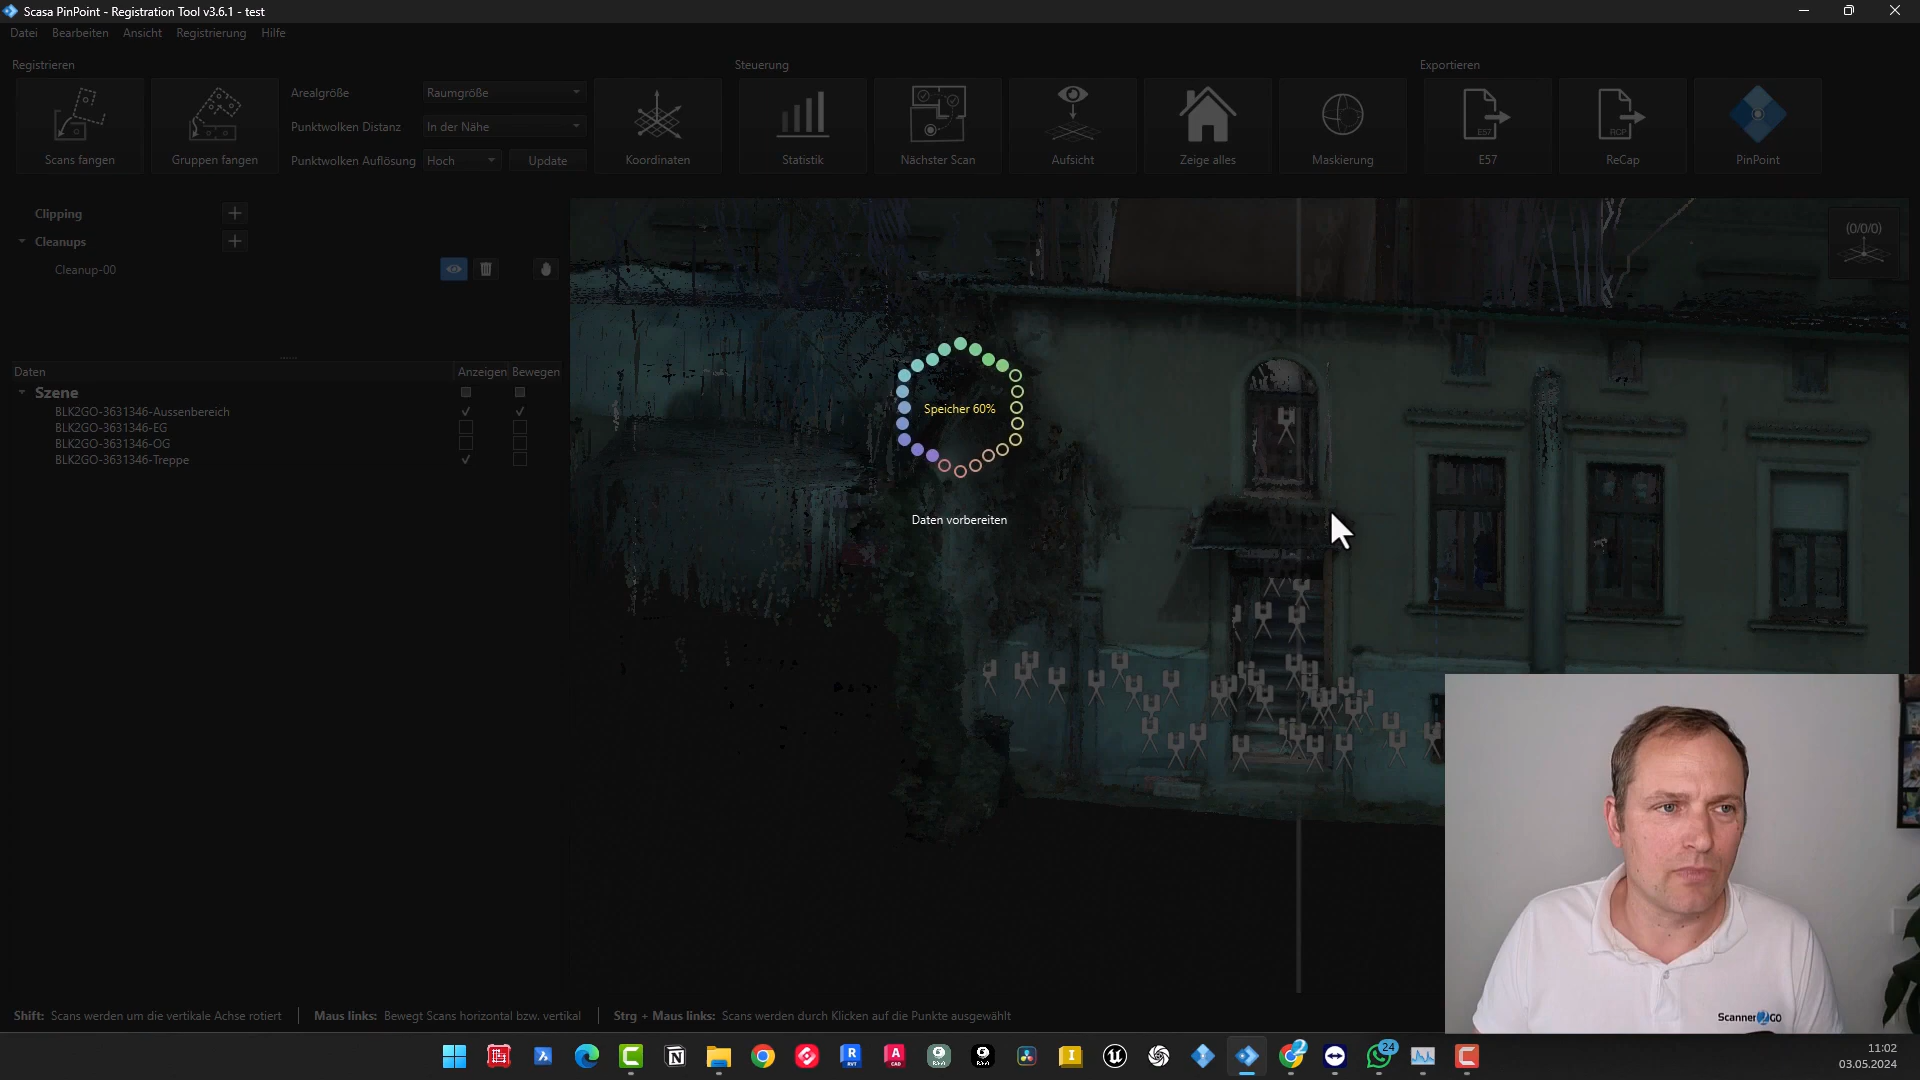 Scasa PinPoint - Registration Tool v3.6.1 - test
Datei Bearbeiten Ansicht Registrierung Hilfe
Registrieren
Steuerung
Exportieren
Scans fangen
Gruppen fangen
Arealgröße Raumgröße
Punktwolken Distanz In der Nähe
Punktwolken Auflösung Hoch Update
Koordinaten
Statistik
Nächster Scan
Aufsicht
Zeige alles
Maskierung
E57
E57
RCP
ReCap
PinPoint
Clipping
Cleanups
Cleanup-00
(0/0/0)
Speicher 60%
Daten vorbereiten
Daten Anzeigen Bewegen
Szene
BLK2GO-3631346-Aussenbereich
BLK2GO-3631346-EG
BLK2GO-3631346-OG
BLK2GO-3631346-Treppe
Scanner2GO
Shift: Scans werden um die vertikale Achse rotiert
Maus links: Bewegt Scans horizontal bzw. vertikal
Strg + Maus links: Scans werden durch Klicken auf die Punkte ausgewählt
2
24
11:02
03.05.2024